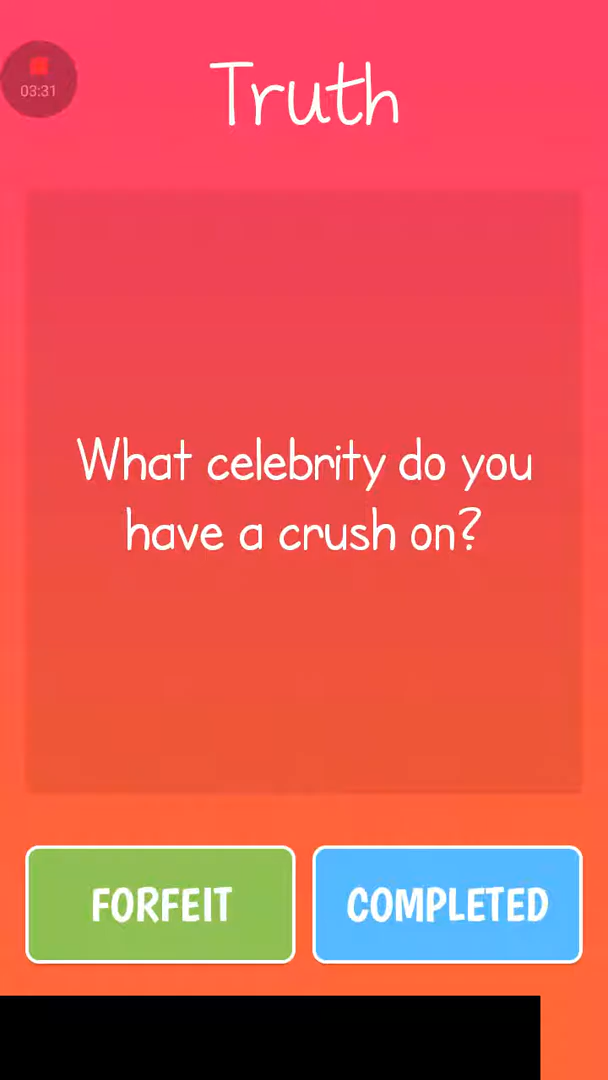 Truth
03:31
What celebrity do you
have a crush on?
FORFEIT
COMPLETED